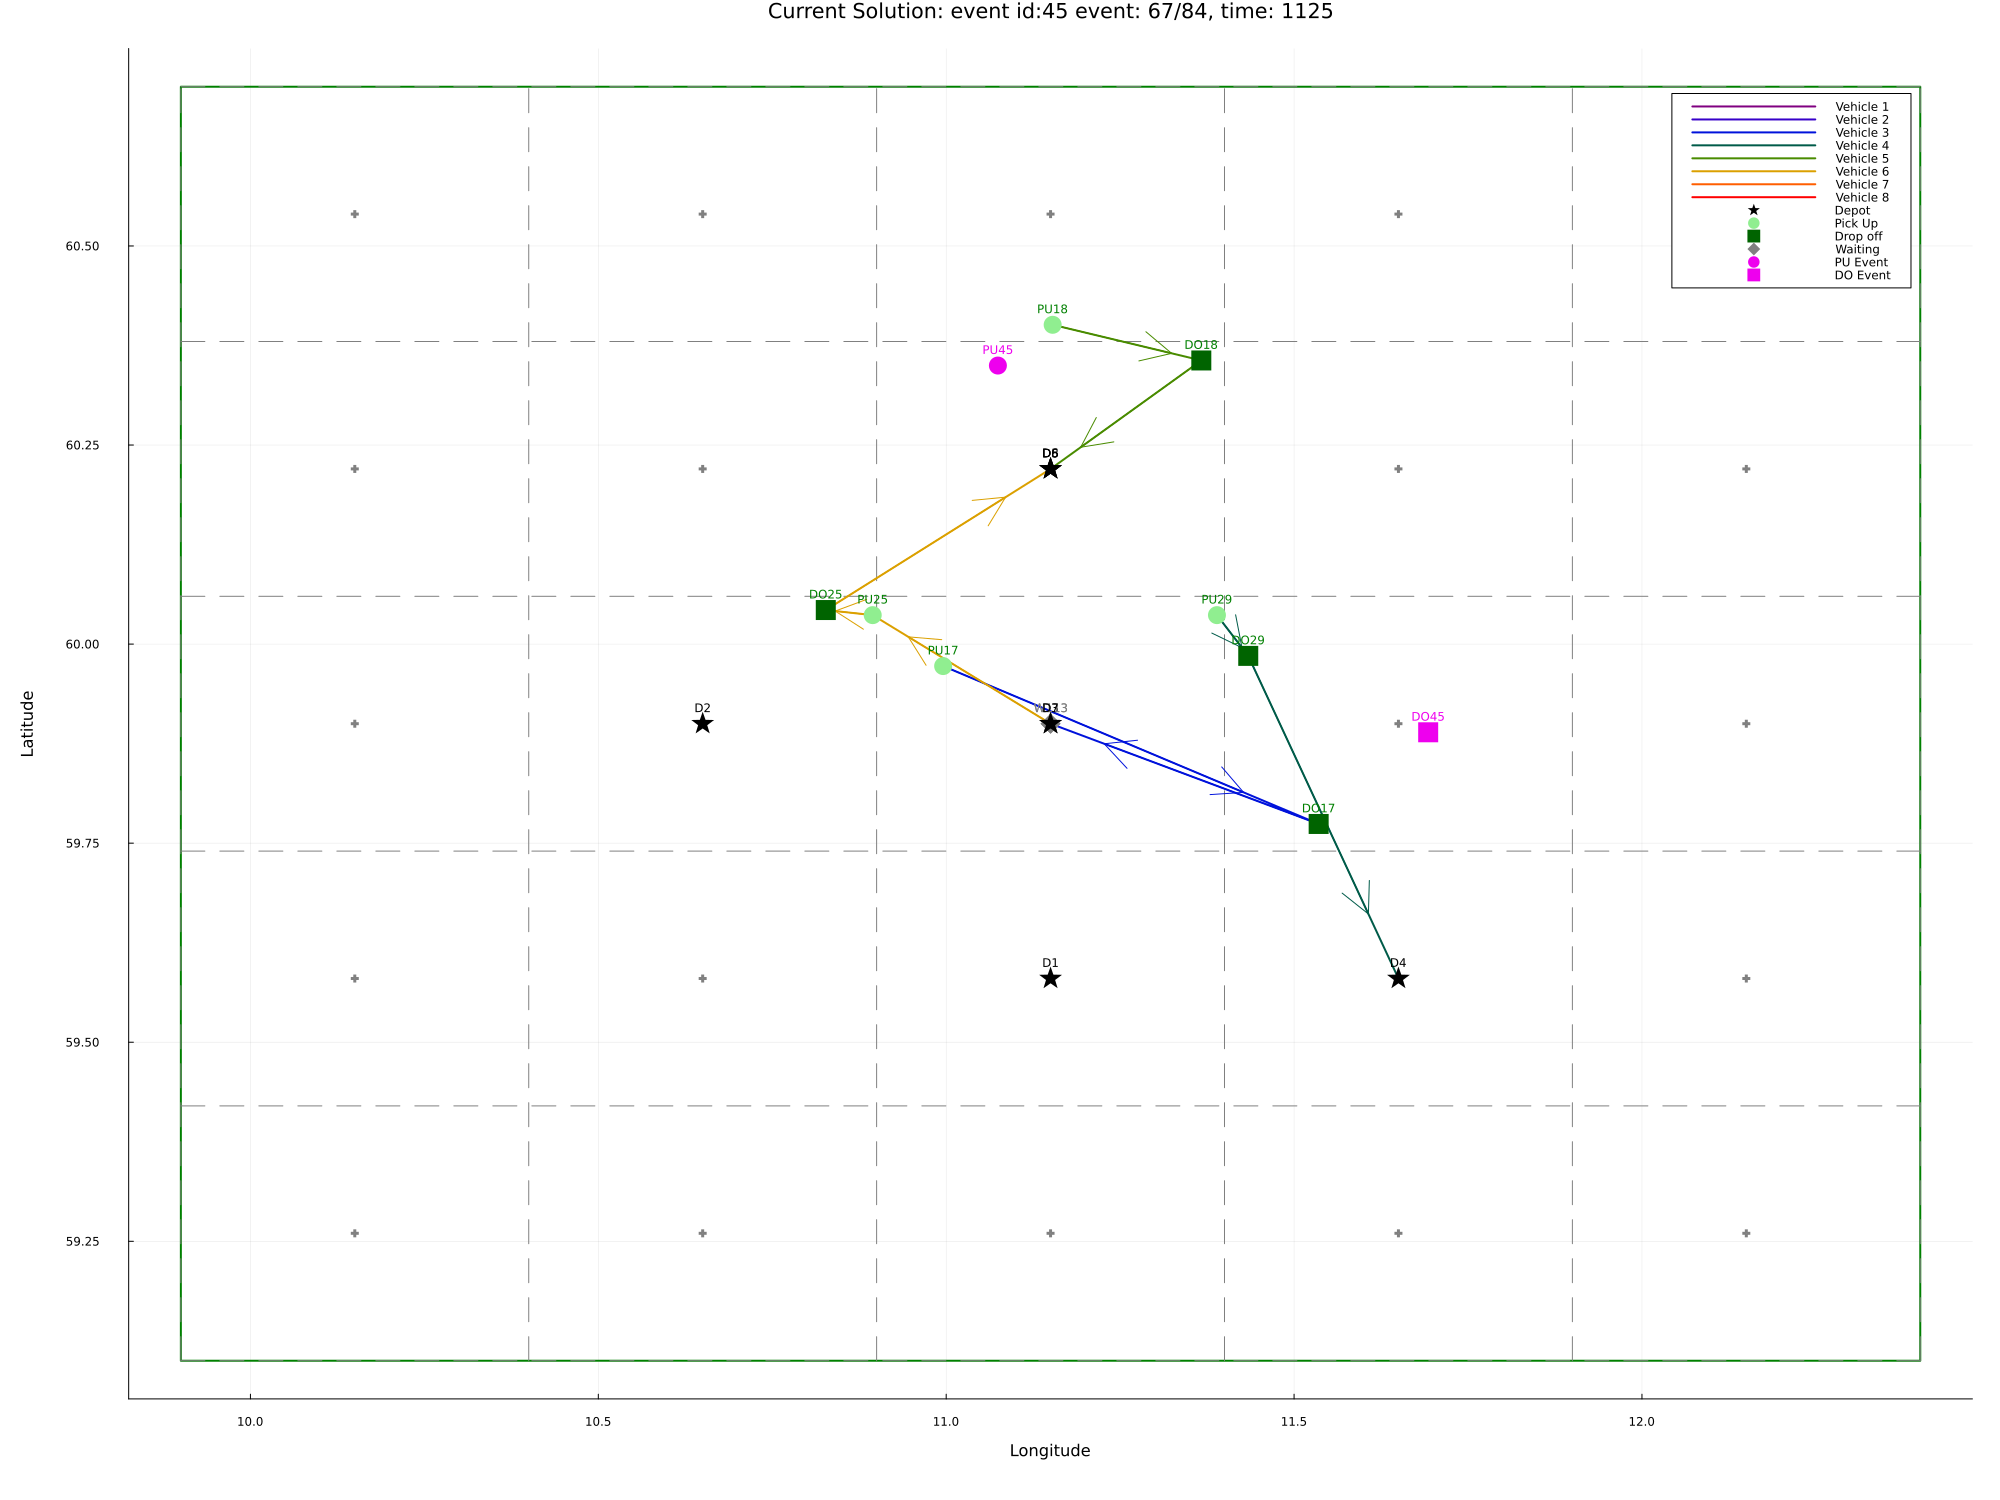 Current Solution: event id:45 event: 67/84, time: 1125
Vehicle 1
Vehicle 2
Vehicle 3
Vehicle 4
Vehicle 5
Vehicle 6
Vehicle 7
Vehicle 8
Depot
Pick Up
Drop off
Waiting
PU Event
DO Event
60.50
60.25
60.00
59.75
59.50
59.25
Latitude
PU18
PU45
DO18
DO25
PU25
PU29
DO29
PU17
D2
DO45
DO17
D1
D4
10.0
10.5
11.0
11.5
12.0
Longitude